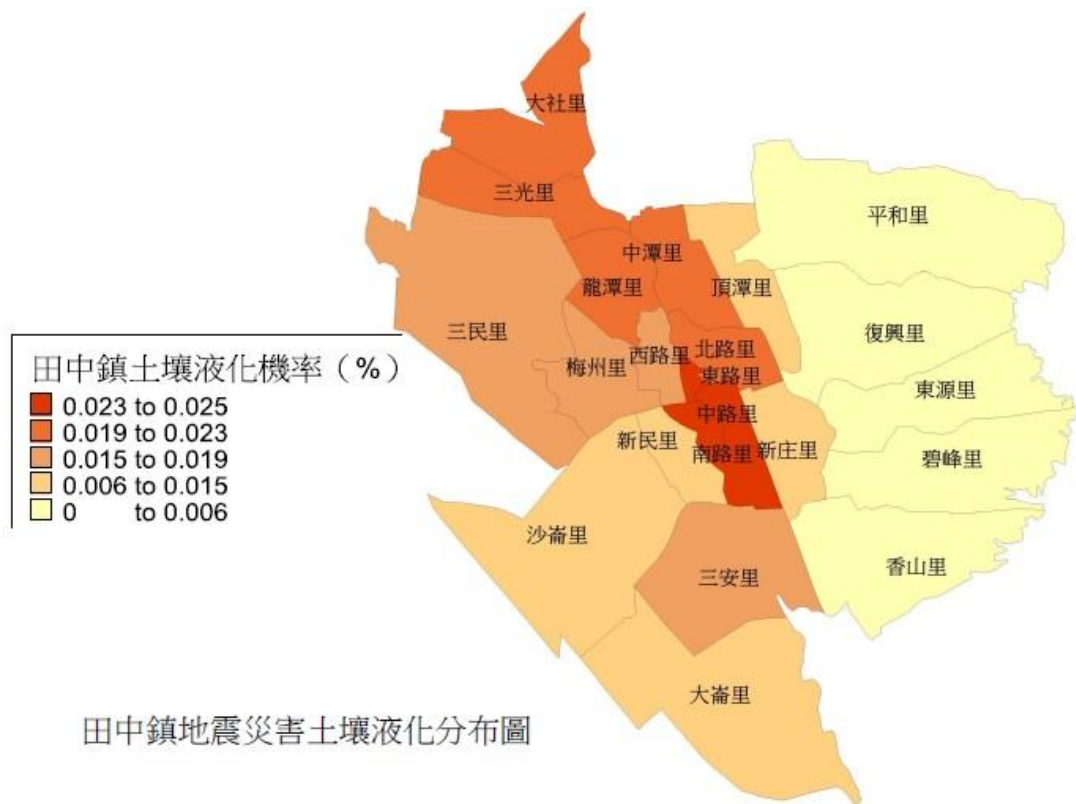 大社里
三光里
平和里
中潭里
龍潭里
頂潭里
三民里
復興里
西路里
北路里
梅州里
東路里
東源里
中路里
新民里
南路里
新庄里
碧峰里
沙崙里
三安里
香山里
大崙里
田中鎮土壤液化機率（%）
0.023 to 0.025
0.019 to 0.023
0.015 to 0.019
0.006 to 0.015
0 to 0.006
田中鎮地震災害土壤液化分布圖